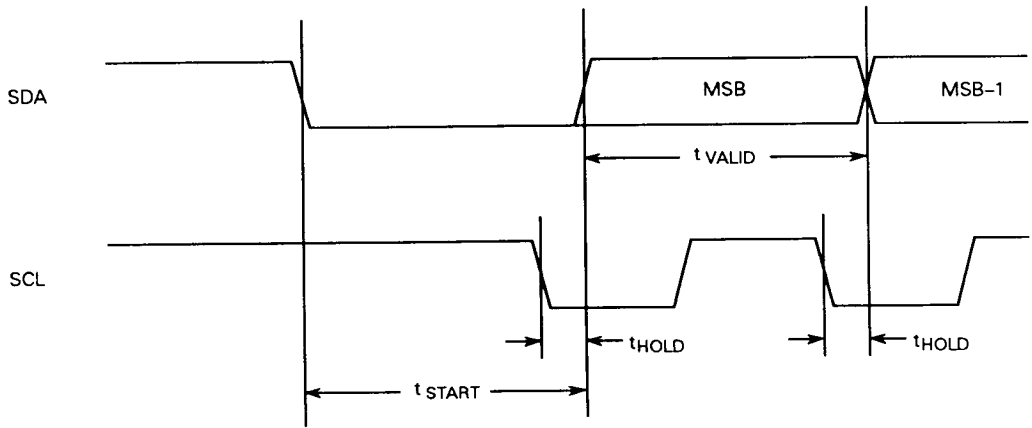 SDA
MSB
MSB-1
t VALID
SCL
tHOLD
tHOLD
t START